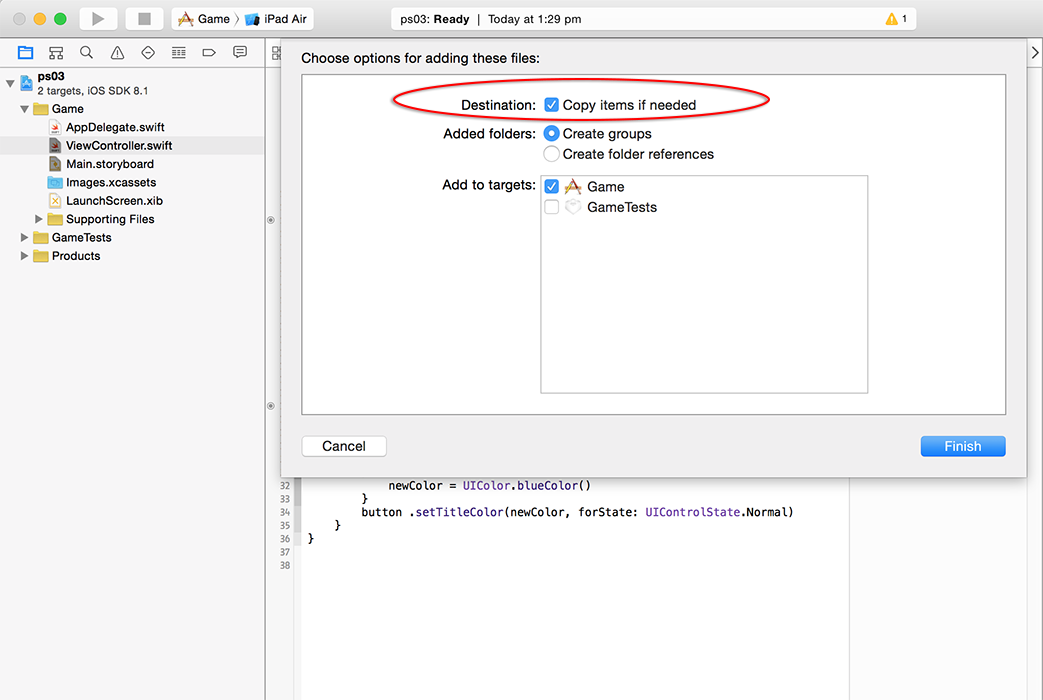 Game 〉 iPad Air
ps03: Ready | Today at 1:29 pm
1
ps03
2 targets, iOS SDK 8.1
Game
AppDelegate.swift
ViewController.swift
Main.storyboard
Images.xcassets
LaunchScreen.xib
Supporting Files
GameTests
Products
Choose options for adding these files:
Destination: Copy items if needed
Added folders: Create groups
Create folder references
Add to targets: Game
GameTests
Cancel
Finish
32 newColor = UIColor.blueColor()
33 }
34 button .setTitleColor(newColor, forState: UIControlState.Normal)
35 }
36 }
37
38